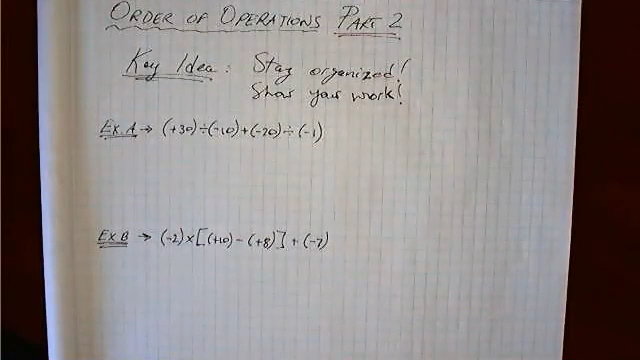 ORDER OF OPERATIONS PART 2
Key Idea: Stay organized!
Show your work!
EX.A → (+30)÷(-10)+(-20)÷(-1)
EX B → (-2)×[(+10)-(+8)]+(-7)